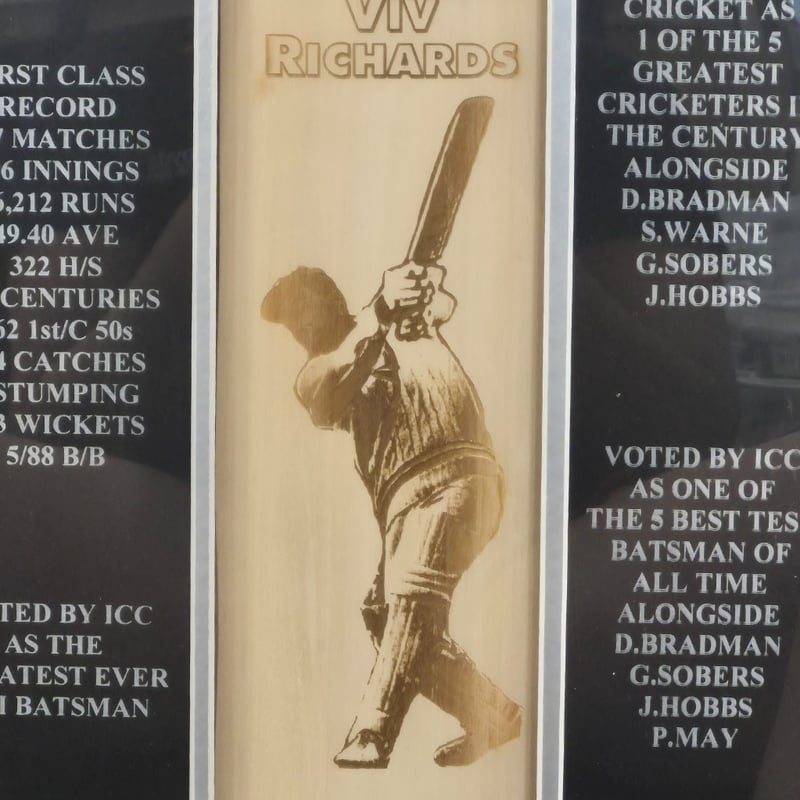 RST CLASS
RECORD
7 MATCHES
6 INNINGS
6,212 RUNS
49.40 AVE
322 H/S
CENTURIES
62 1st/C 50s
4 CATCHES
STUMPING
3 WICKETS
5/88 B/B
TED BY ICC
AS THE
ATEST EVER
I BATSMAN
VIV
RICHARDS
CRICKET AS
1 OF THE 5
GREATEST
CRICKETERS I
THE CENTURY
ALONGSIDE
D.BRADMAN
S.WARNE
G.SOBERS
J.HOBBS
VOTED BY ICC
AS ONE OF
THE 5 BEST TES
BATSMAN OF
ALL TIME
ALONGSIDE
D.BRADMAN
G.SOBERS
J.HOBBS
P.MAY